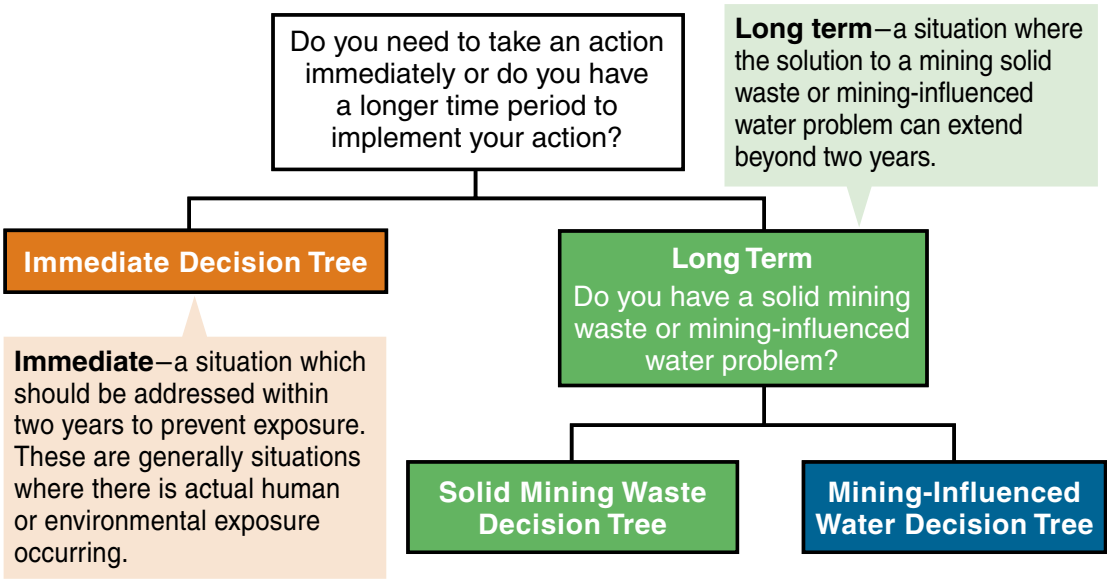 Do you need to take an action
immediately or do you have
a longer time period to
implement your action?
Long term–a situation where
the solution to a mining solid
waste or mining-influenced
water problem can extend
beyond two years.
Immediate Decision Tree
Long Term
Do you have a solid mining
waste or mining-influenced
water problem?
Immediate–a situation which
should be addressed within
two years to prevent exposure.
These are generally situations
where there is actual human
or environmental exposure
occurring.
Solid Mining Waste
Decision Tree
Mining-Influenced
Water Decision Tree